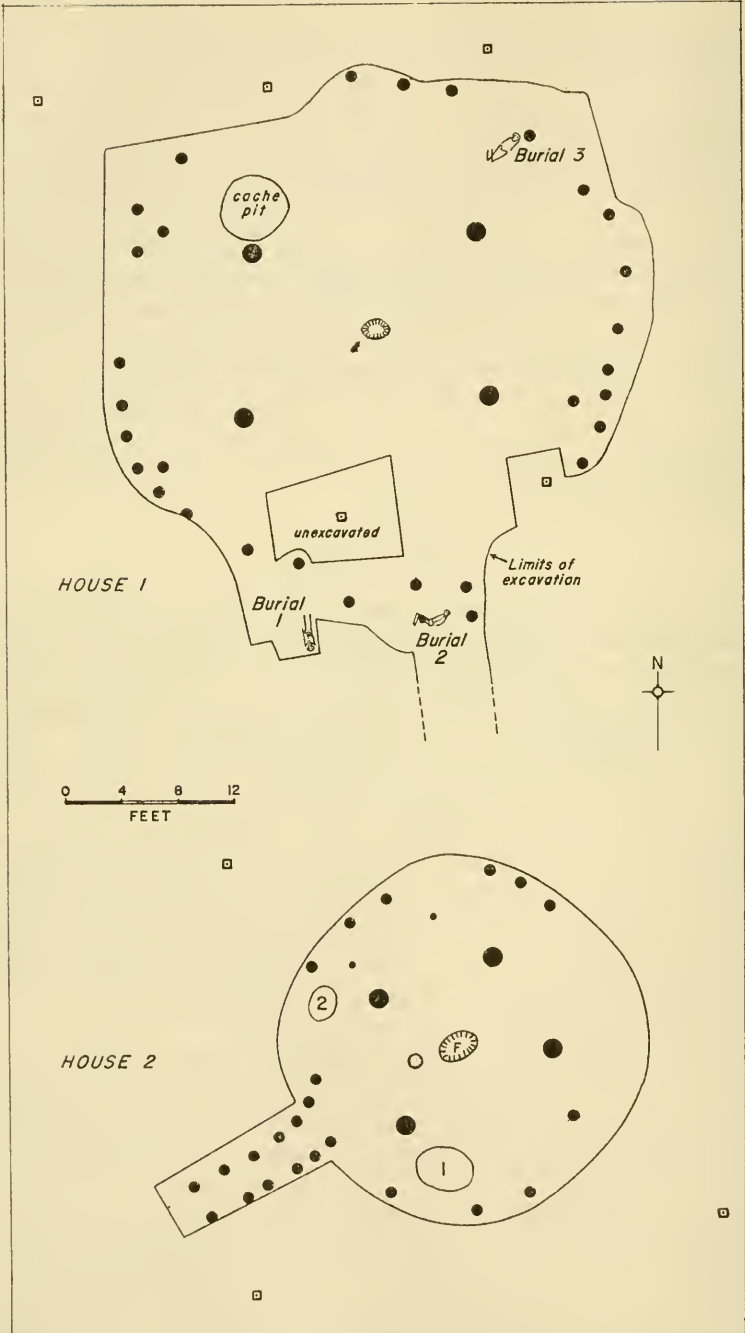 cache
pit
Burial 3
unexcavated
HOUSE 1
Limits of
excavation
Burial
1
Burial
2
N
0 4 8 12
FEET
2
HOUSE 2
F
1